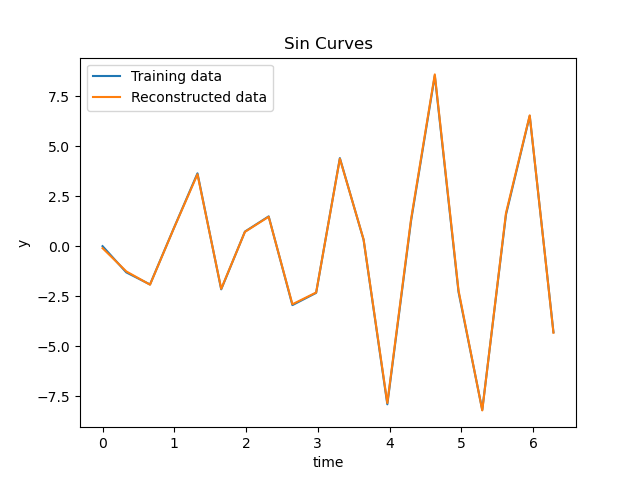 Sin Curves
Training data
Reconstructed data
7.5
5.0
2.5
0.0
−2.5
−5.0
−7.5
y
0 1 2 3 4 5 6
time